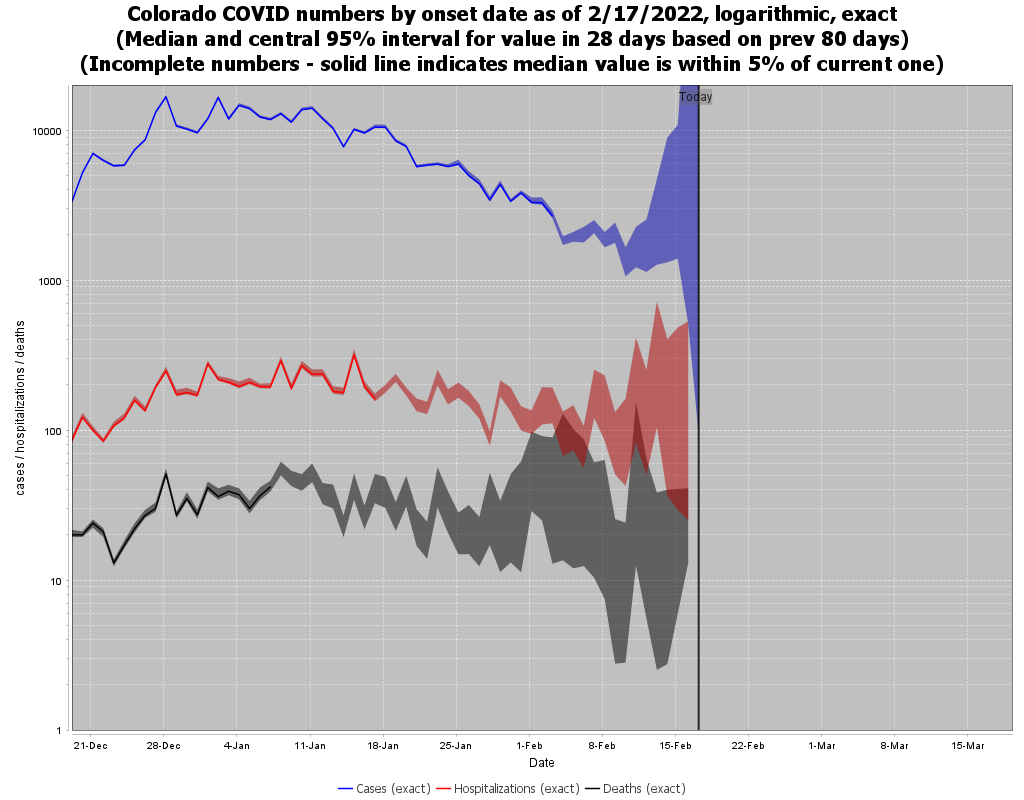 Colorado COVID numbers by onset date as of 2/17/2022, logarithmic, exact
(Median and central 95% interval for value in 28 days based on prev 80 days)
(Incomplete numbers - solid line indicates median value is within 5% of current one)
Today
10000
1000
100
10
1
cases / hospitalizations / deaths
21-Dec 28-Dec 4-Jan 11-Jan 18-Jan 25-Jan 1-Feb 8-Feb 15-Feb 22-Feb 1-Mar 8-Mar 15-Mar
Date
Cases (exact) Hospitalizations (exact) Deaths (exact)